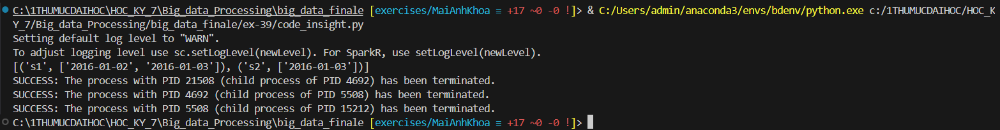 C:\1THUMUCDAIHOC\HOC_KY_7\Big_data_Processing\big_data_finale [exercises/MaiAnhKhoa ≡ +17 ~0 -0 !]> & C:/Users/admin/anaconda3/envs/bdenv/python.exe c:/1THUMUCDAIHOC/HOC_K
Y_7/Big_data_Processing/big_data_finale/ex-39/code_insight.py
Setting default log level to "WARN".
To adjust logging level use sc.setLogLevel(newLevel). For SparkR, use setLogLevel(newLevel).
[('s1', ['2016-01-02', '2016-01-03']), ('s2', ['2016-01-03'])]
SUCCESS: The process with PID 21508 (child process of PID 4692) has been terminated.
SUCCESS: The process with PID 4692 (child process of PID 5508) has been terminated.
SUCCESS: The process with PID 5508 (child process of PID 15212) has been terminated.
C:\1THUMUCDAIHOC\HOC_KY_7\Big_data_Processing\big_data_finale [exercises/MaiAnhKhoa ≡ +17 ~0 -0 !]>